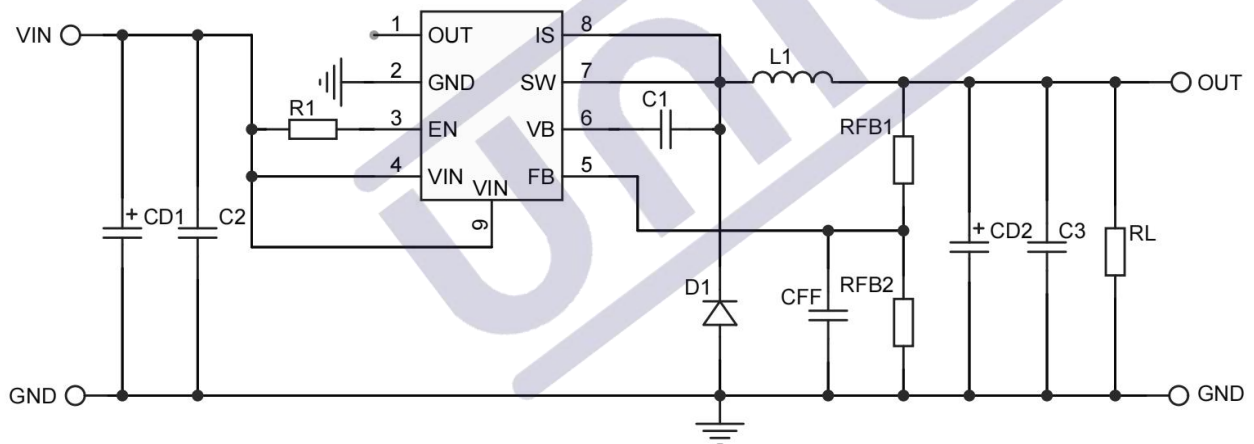 VIN
1
OUT
IS
8
2
GND
SW
7
L1
OUT
R1
3
EN
VB
6
C1
RFB1
4
VIN
VIN
FB
5
9
+
CD1
C2
+
CD2
C3
RL
D1
CFF
RFB2
GND
GND
uni